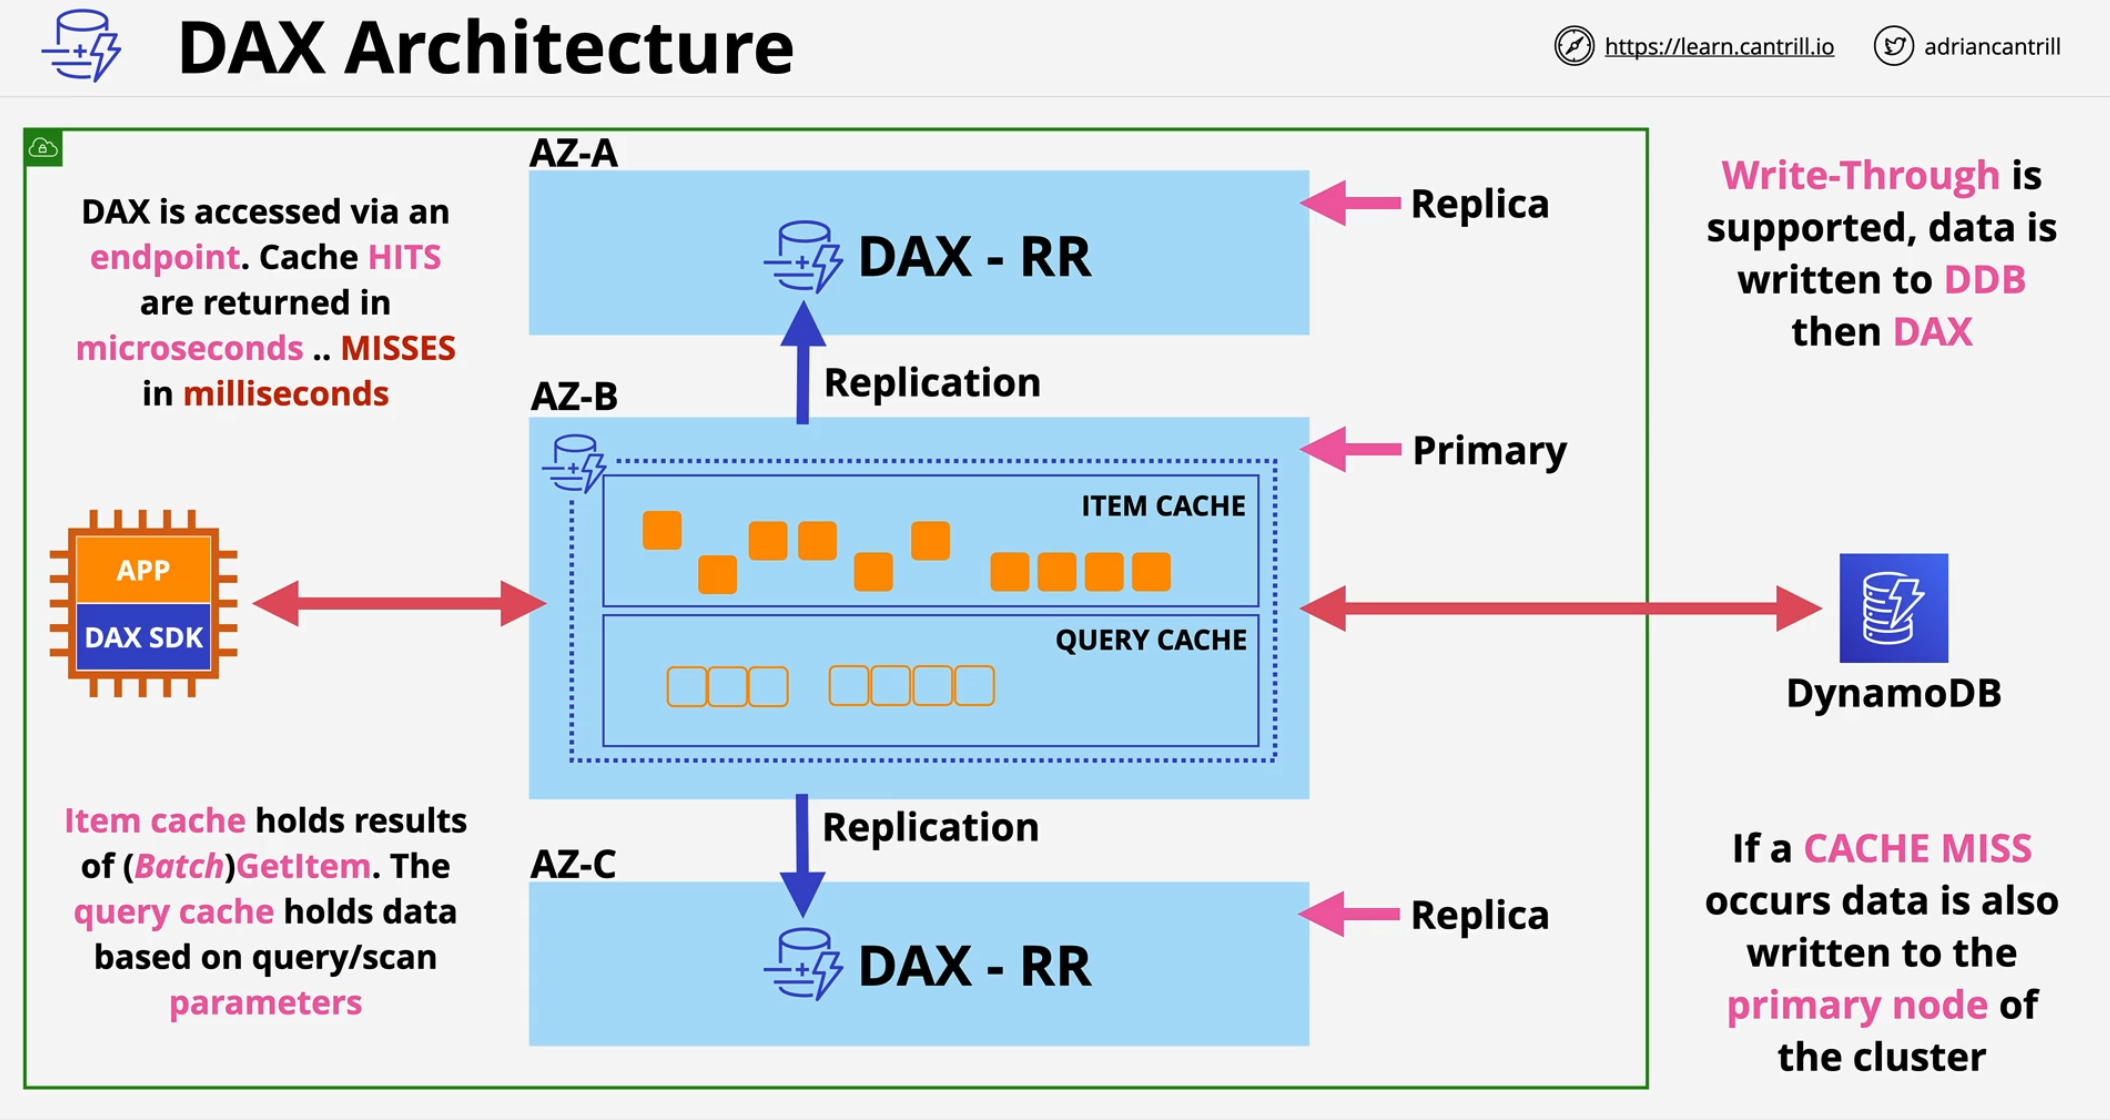 DAX Architecture
https://learn.cantrill.io
adriancantrill
DAX is accessed via an
endpoint. Cache HITS
are returned in
microseconds .. MISSES
in milliseconds
AZ-A
DAX - RR
Replica
Write-Through is
supported, data is
written to DDB
then DAX
Replication
AZ-B
Primary
ITEM CACHE
QUERY CACHE
APP
DAX SDK
DynamoDB
Item cache holds results
of (Batch)GetItem. The
query cache holds data
based on query/scan
parameters
Replication
AZ-C
DAX - RR
Replica
If a CACHE MISS
occurs data is also
written to the
primary node of
the cluster